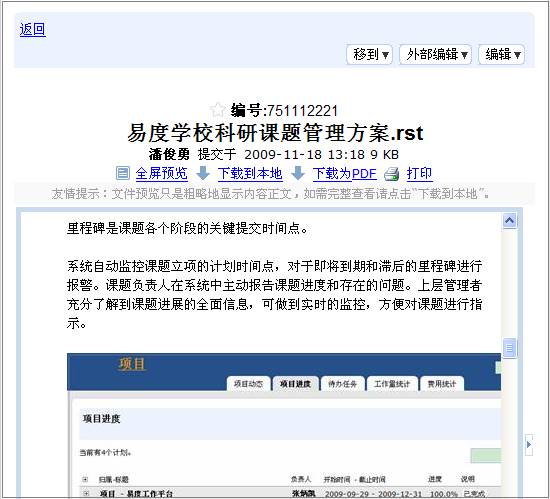 返回
移到▼ 外部编辑▼ 编辑▼
编号:751112221
易度学校科研课题管理方案.rst
潘俊勇 提交于 2009-11-18 13:18 9 KB
全屏预览 下载到本地 下载为PDF 打印
友情提示：文件预览只是粗略地显示内容正文，如需完整查看请点击“下载到本地”。
里程碑是课题各个阶段的关键提交时间点。
系统自动监控课题立项的计划时间点，对于即将到期和滞后的里程碑进行
报警。课题负责人在系统中主动报告课题进度和存在的问题。上层管理者
充分了解到课题进展的全面信息，可做到实时的监控，方便对课题进行指
示。
项目
项目动态 项目进度 待办任务 工作量统计 费用统计
项目进度
当前有4个计划。
归属-标题 负责人 开始时间 - 截止时间 进度 说明
项目 - 易度工作平台 张炳凯 2009-09-29 - 2009-12-31 100.0% 已完成